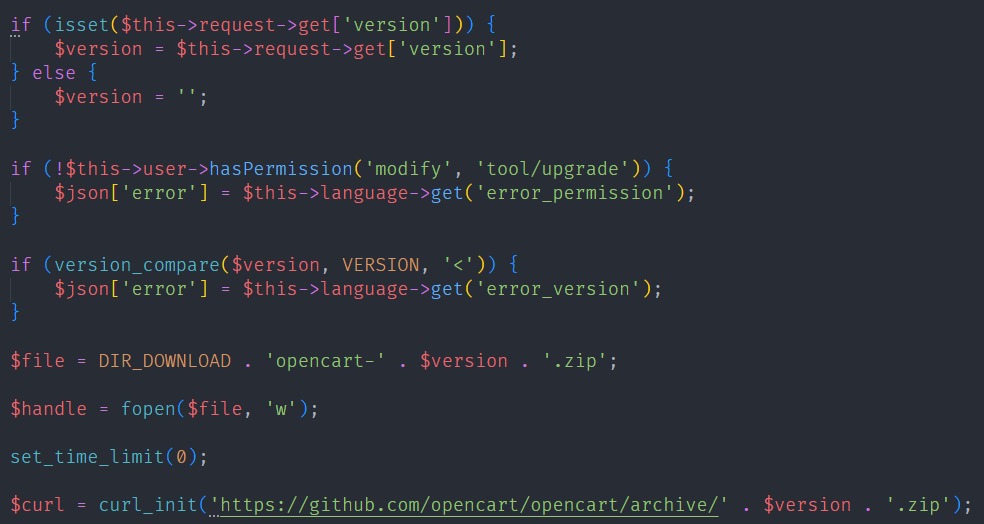 if (isset($this->request->get['version'])) {
    $version = $this->request->get['version'];
} else {
    $version = '';
}

if (!$this->user->hasPermission('modify', 'tool/upgrade')) {
    $json['error'] = $this->language->get('error_permission');
}

if (version_compare($version, VERSION, '<')) {
    $json['error'] = $this->language->get('error_version');
}

$file = DIR_DOWNLOAD . 'opencart-' . $version . '.zip';

$handle = fopen($file, 'w');

set_time_limit(0);

$curl = curl_init('https://github.com/opencart/opencart/archive/' . $version . '.zip');